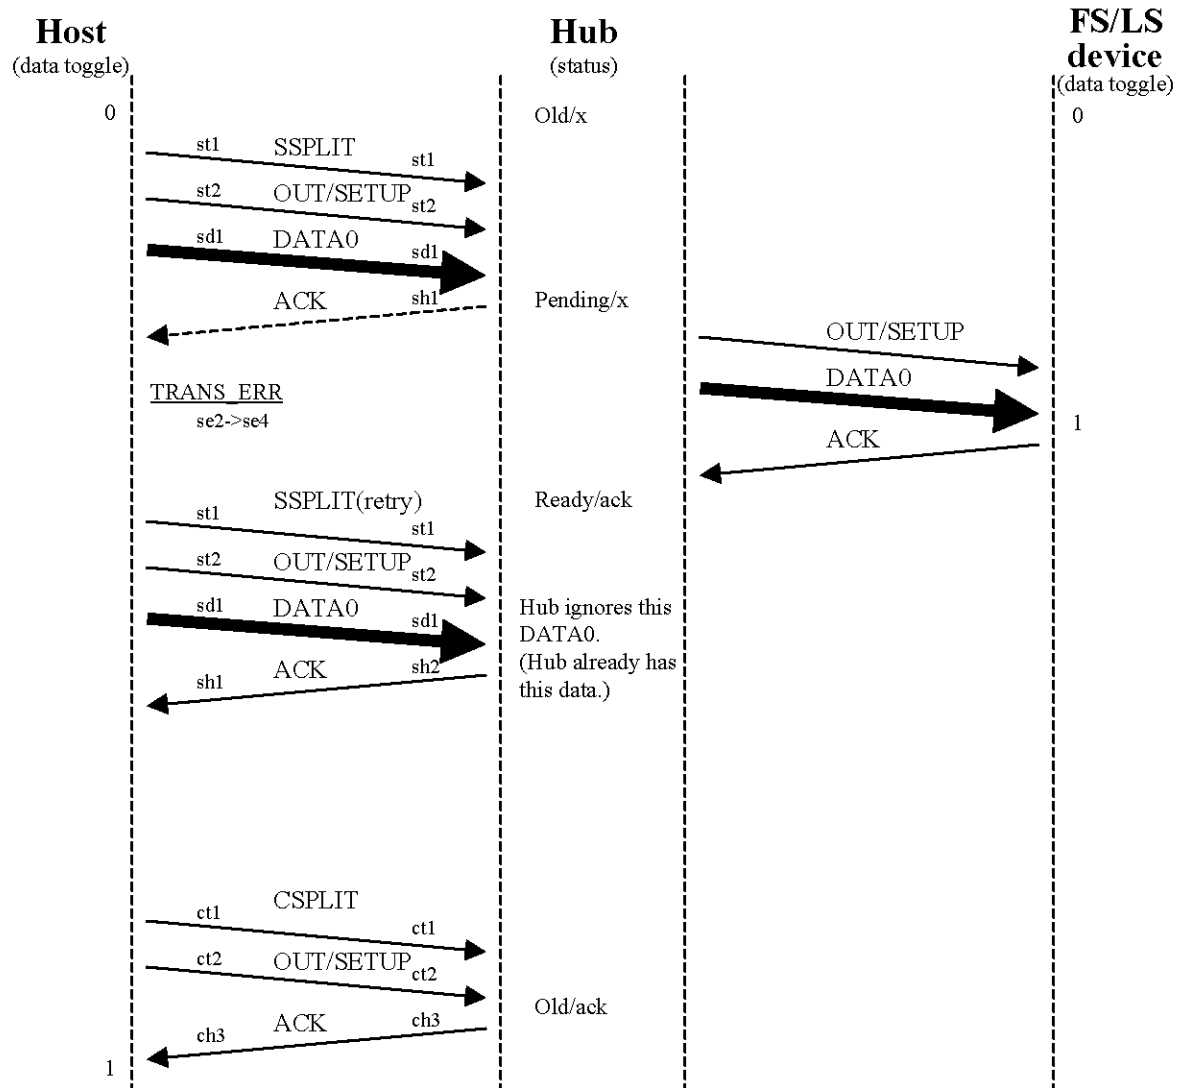 Host
(data toggle)
Hub
(status)
FS/LS
device
(data toggle)
0
Old/x
0
st1 SSPLIT st1
st2 OUT/SETUP st2
sd1 DATA0 sd1
ACK sh1
Pending/x
OUT/SETUP
TRANS_ERR
se2->se4
DATA0
1
ACK
SSPLIT(retry)
Ready/ack
st1 st1
st2 OUT/SETUP st2
sd1 DATA0 sd1
Hub ignores this
DATA0.
(Hub already has
this data.)
sh1 ACK sh2
CSPLIT
ct1 ct1
ct2 OUT/SETUP ct2
Old/ack
ch3 ACK ch3
1